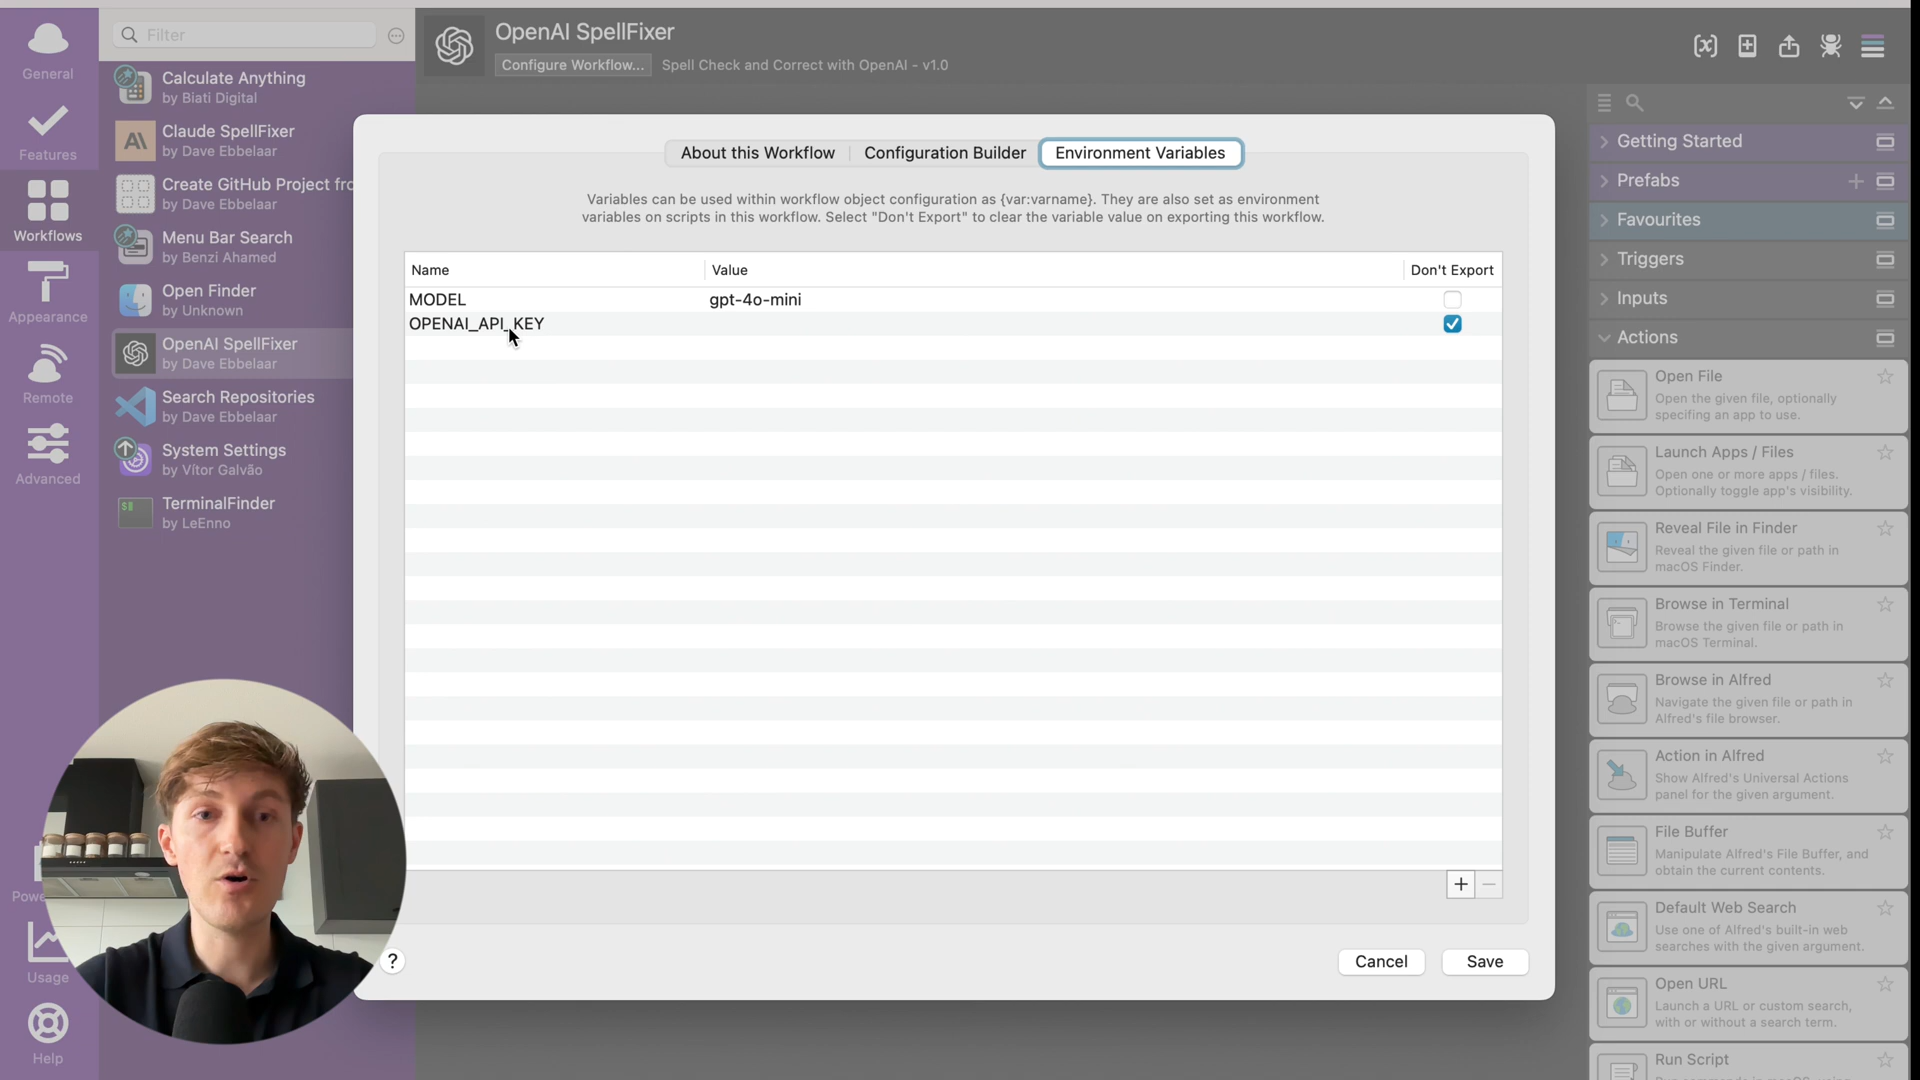 General
Features
Workflows
Appearance
Remote
Advanced
Usage
Help
Filter
Calculate Anything
by Biati Digital
Claude SpellFixer
by Dave Ebbelaar
Create GitHub Project fro
by Dave Ebbelaar
Menu Bar Search
by Benzi Ahamed
Open Finder
by Unknown
OpenAI SpellFixer
by Dave Ebbelaar
Search Repositories
by Dave Ebbelaar
System Settings
by Vítor Galvão
TerminalFinder
by LeEnno
OpenAI SpellFixer
Configure Workflow... Spell Check and Correct with OpenAI - v1.0
About this Workflow Configuration Builder Environment Variables
Variables can be used within workflow object configuration as {var:varname}. They are also set as environment
variables on scripts in this workflow. Select "Don't Export" to clear the variable value on exporting this workflow.
Name Value Don't Export
MODEL gpt-4o-mini
OPENAI_API_KEY
+ −
? Cancel Save
Getting Started
Prefabs
Favourites
Triggers
Inputs
Actions
Open File
Open the given file, optionally
specifing an app to use.
Launch Apps / Files
Open one or more apps / files.
Optionally toggle app's visibility.
Reveal File in Finder
Reveal the given file or path in
macOS Finder.
Browse in Terminal
Browse the given file or path in
macOS Terminal.
Browse in Alfred
Navigate the given file or path in
Alfred's file browser.
Action in Alfred
Show Alfred's Universal Actions
panel for the given argument.
File Buffer
Manipulate Alfred's File Buffer, and
obtain the current contents.
Default Web Search
Use one of Alfred's built-in web
searches with the given argument.
Open URL
Launch a URL or custom search,
with or without a search term.
Run Script